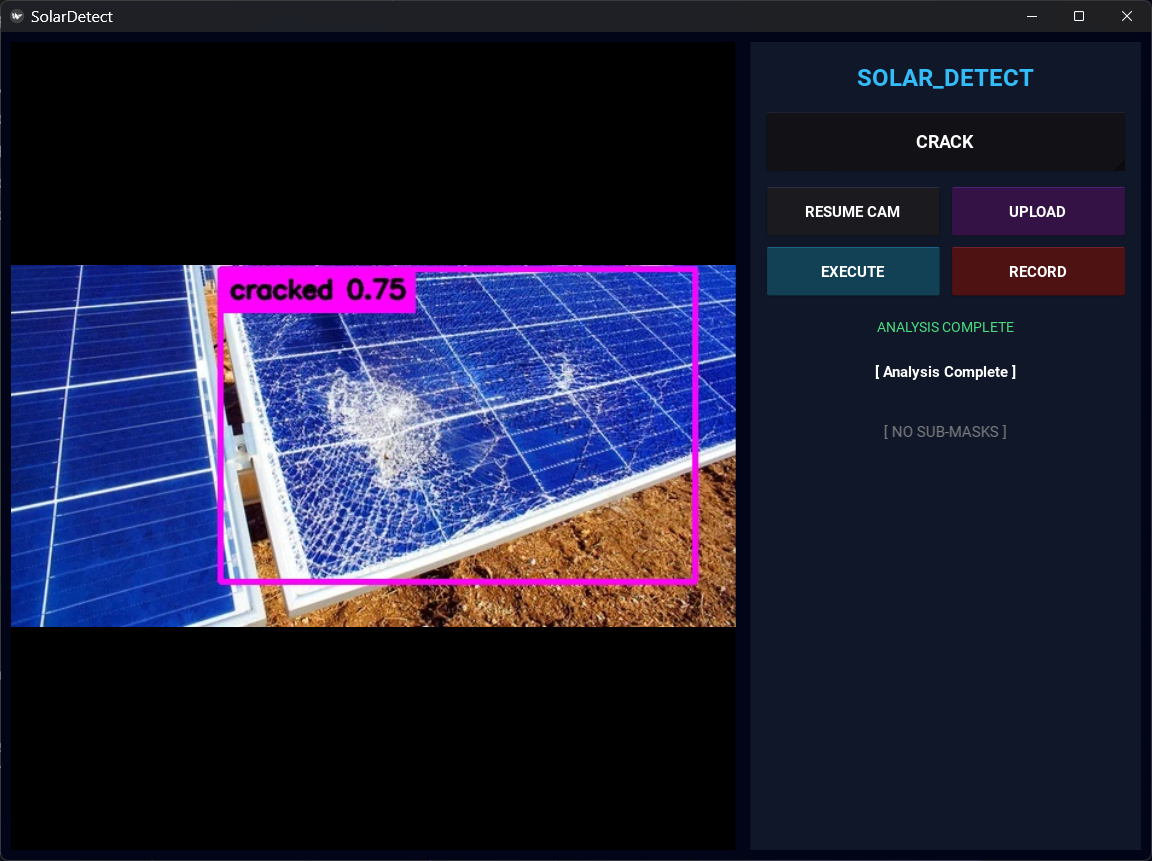 SolarDetect
cracked 0.75
SOLAR_DETECT
CRACK
RESUME CAM
UPLOAD
EXECUTE
RECORD
ANALYSIS COMPLETE
[ Analysis Complete ]
[ NO SUB-MASKS ]